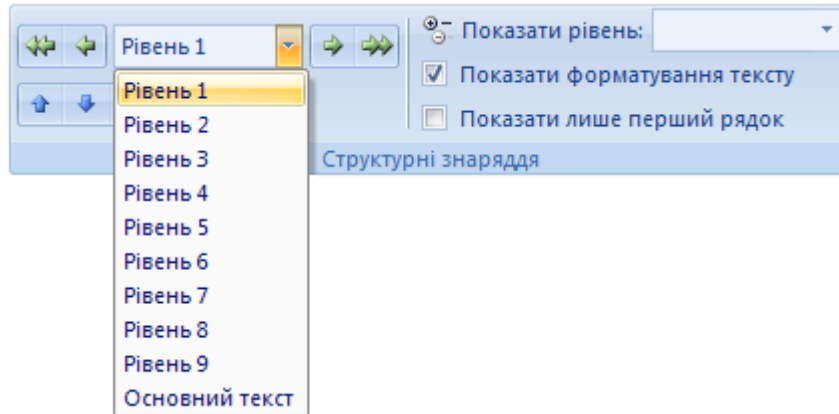 Рівень 1
Показати рівень:
Показати форматування тексту
Показати лише перший рядок
Структурні знаряддя
Рівень 1
Рівень 2
Рівень 3
Рівень 4
Рівень 5
Рівень 6
Рівень 7
Рівень 8
Рівень 9
Основний текст